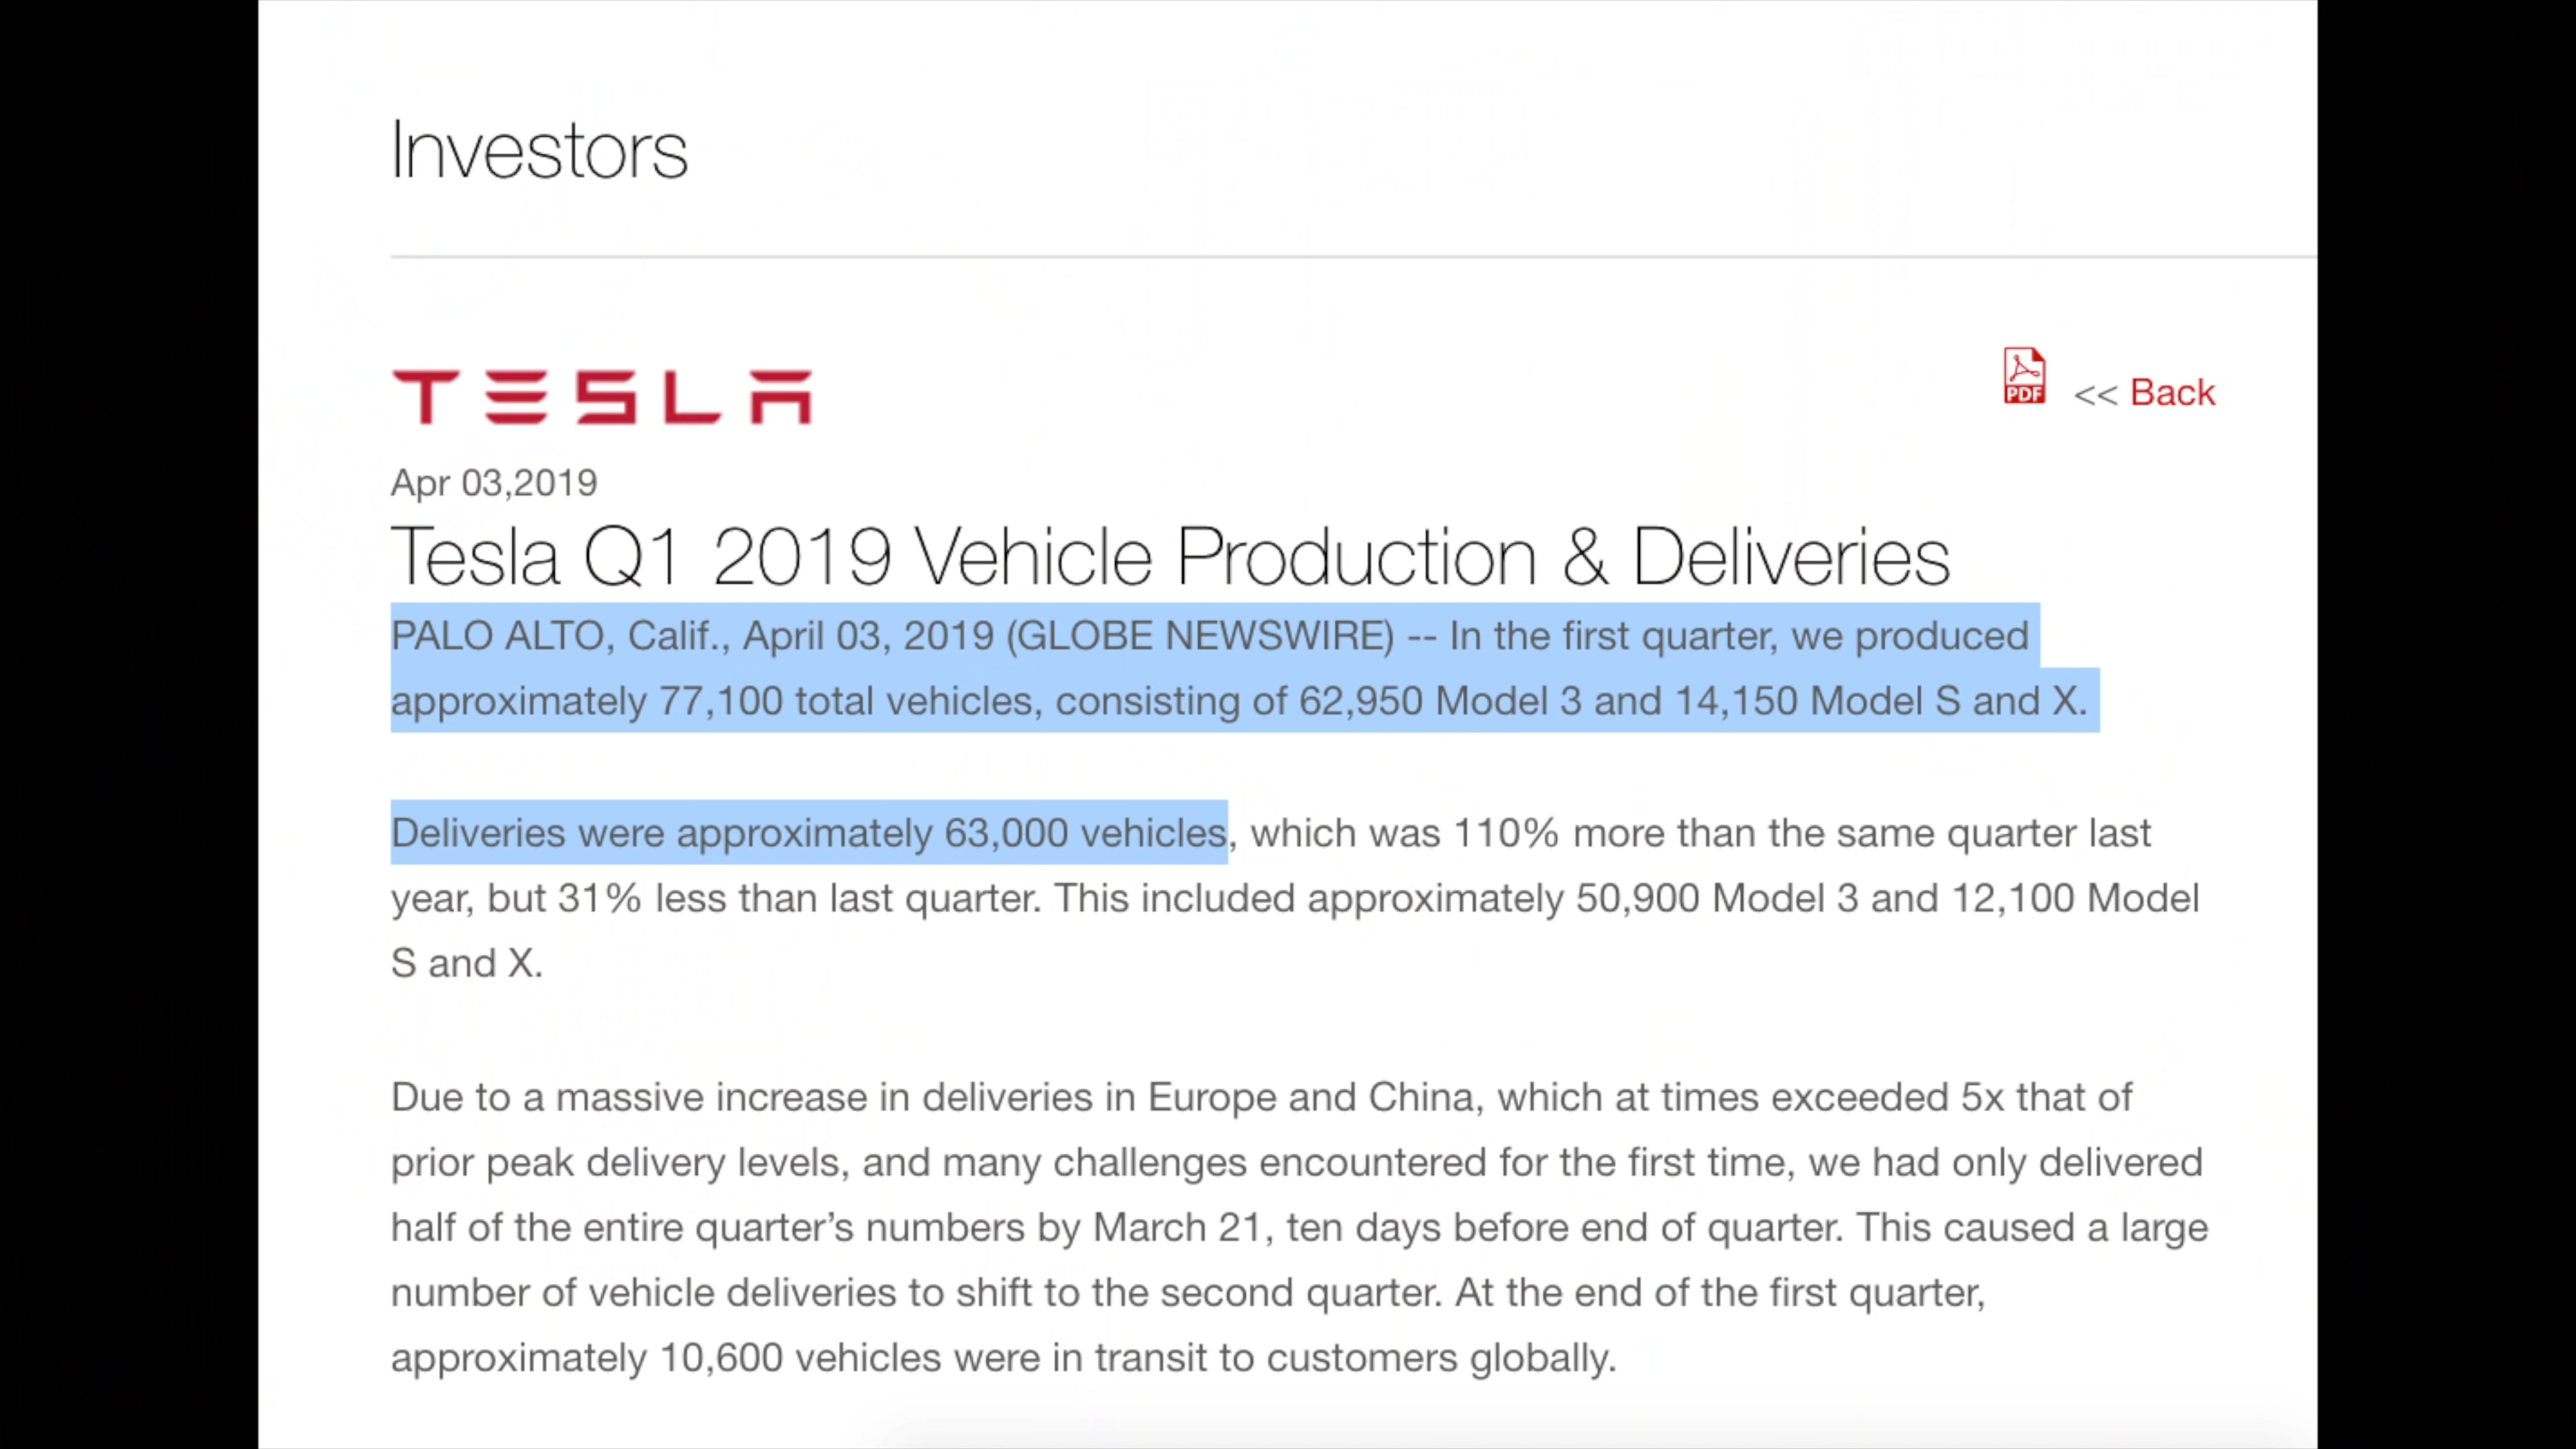 Investors
TESLA
PDF << Back
Apr 03,2019
Tesla Q1 2019 Vehicle Production & Deliveries
PALO ALTO, Calif., April 03, 2019 (GLOBE NEWSWIRE) -- In the first quarter, we produced
approximately 77,100 total vehicles, consisting of 62,950 Model 3 and 14,150 Model S and X.
Deliveries were approximately 63,000 vehicles, which was 110% more than the same quarter last
year, but 31% less than last quarter. This included approximately 50,900 Model 3 and 12,100 Model
S and X.
Due to a massive increase in deliveries in Europe and China, which at times exceeded 5x that of
prior peak delivery levels, and many challenges encountered for the first time, we had only delivered
half of the entire quarter’s numbers by March 21, ten days before end of quarter. This caused a large
number of vehicle deliveries to shift to the second quarter. At the end of the first quarter,
approximately 10,600 vehicles were in transit to customers globally.